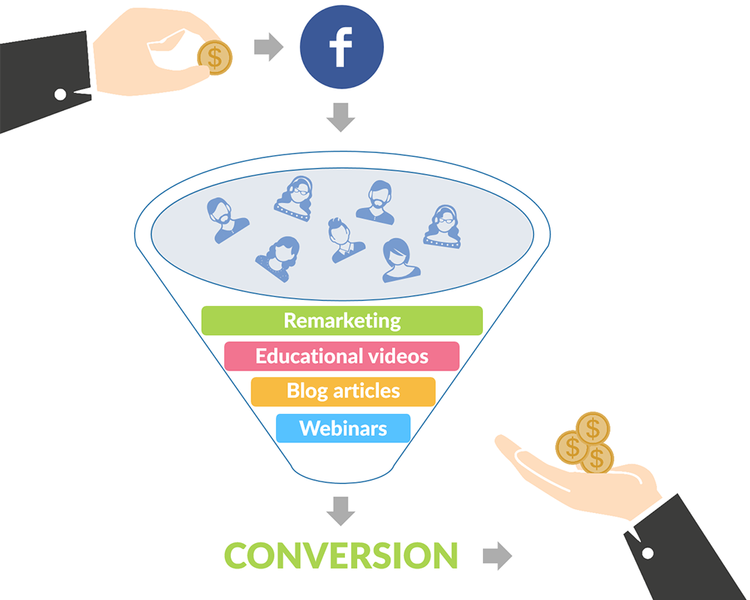 $
f
Remarketing
Educational videos
Blog articles
Webinars
$
$
$
CONVERSION